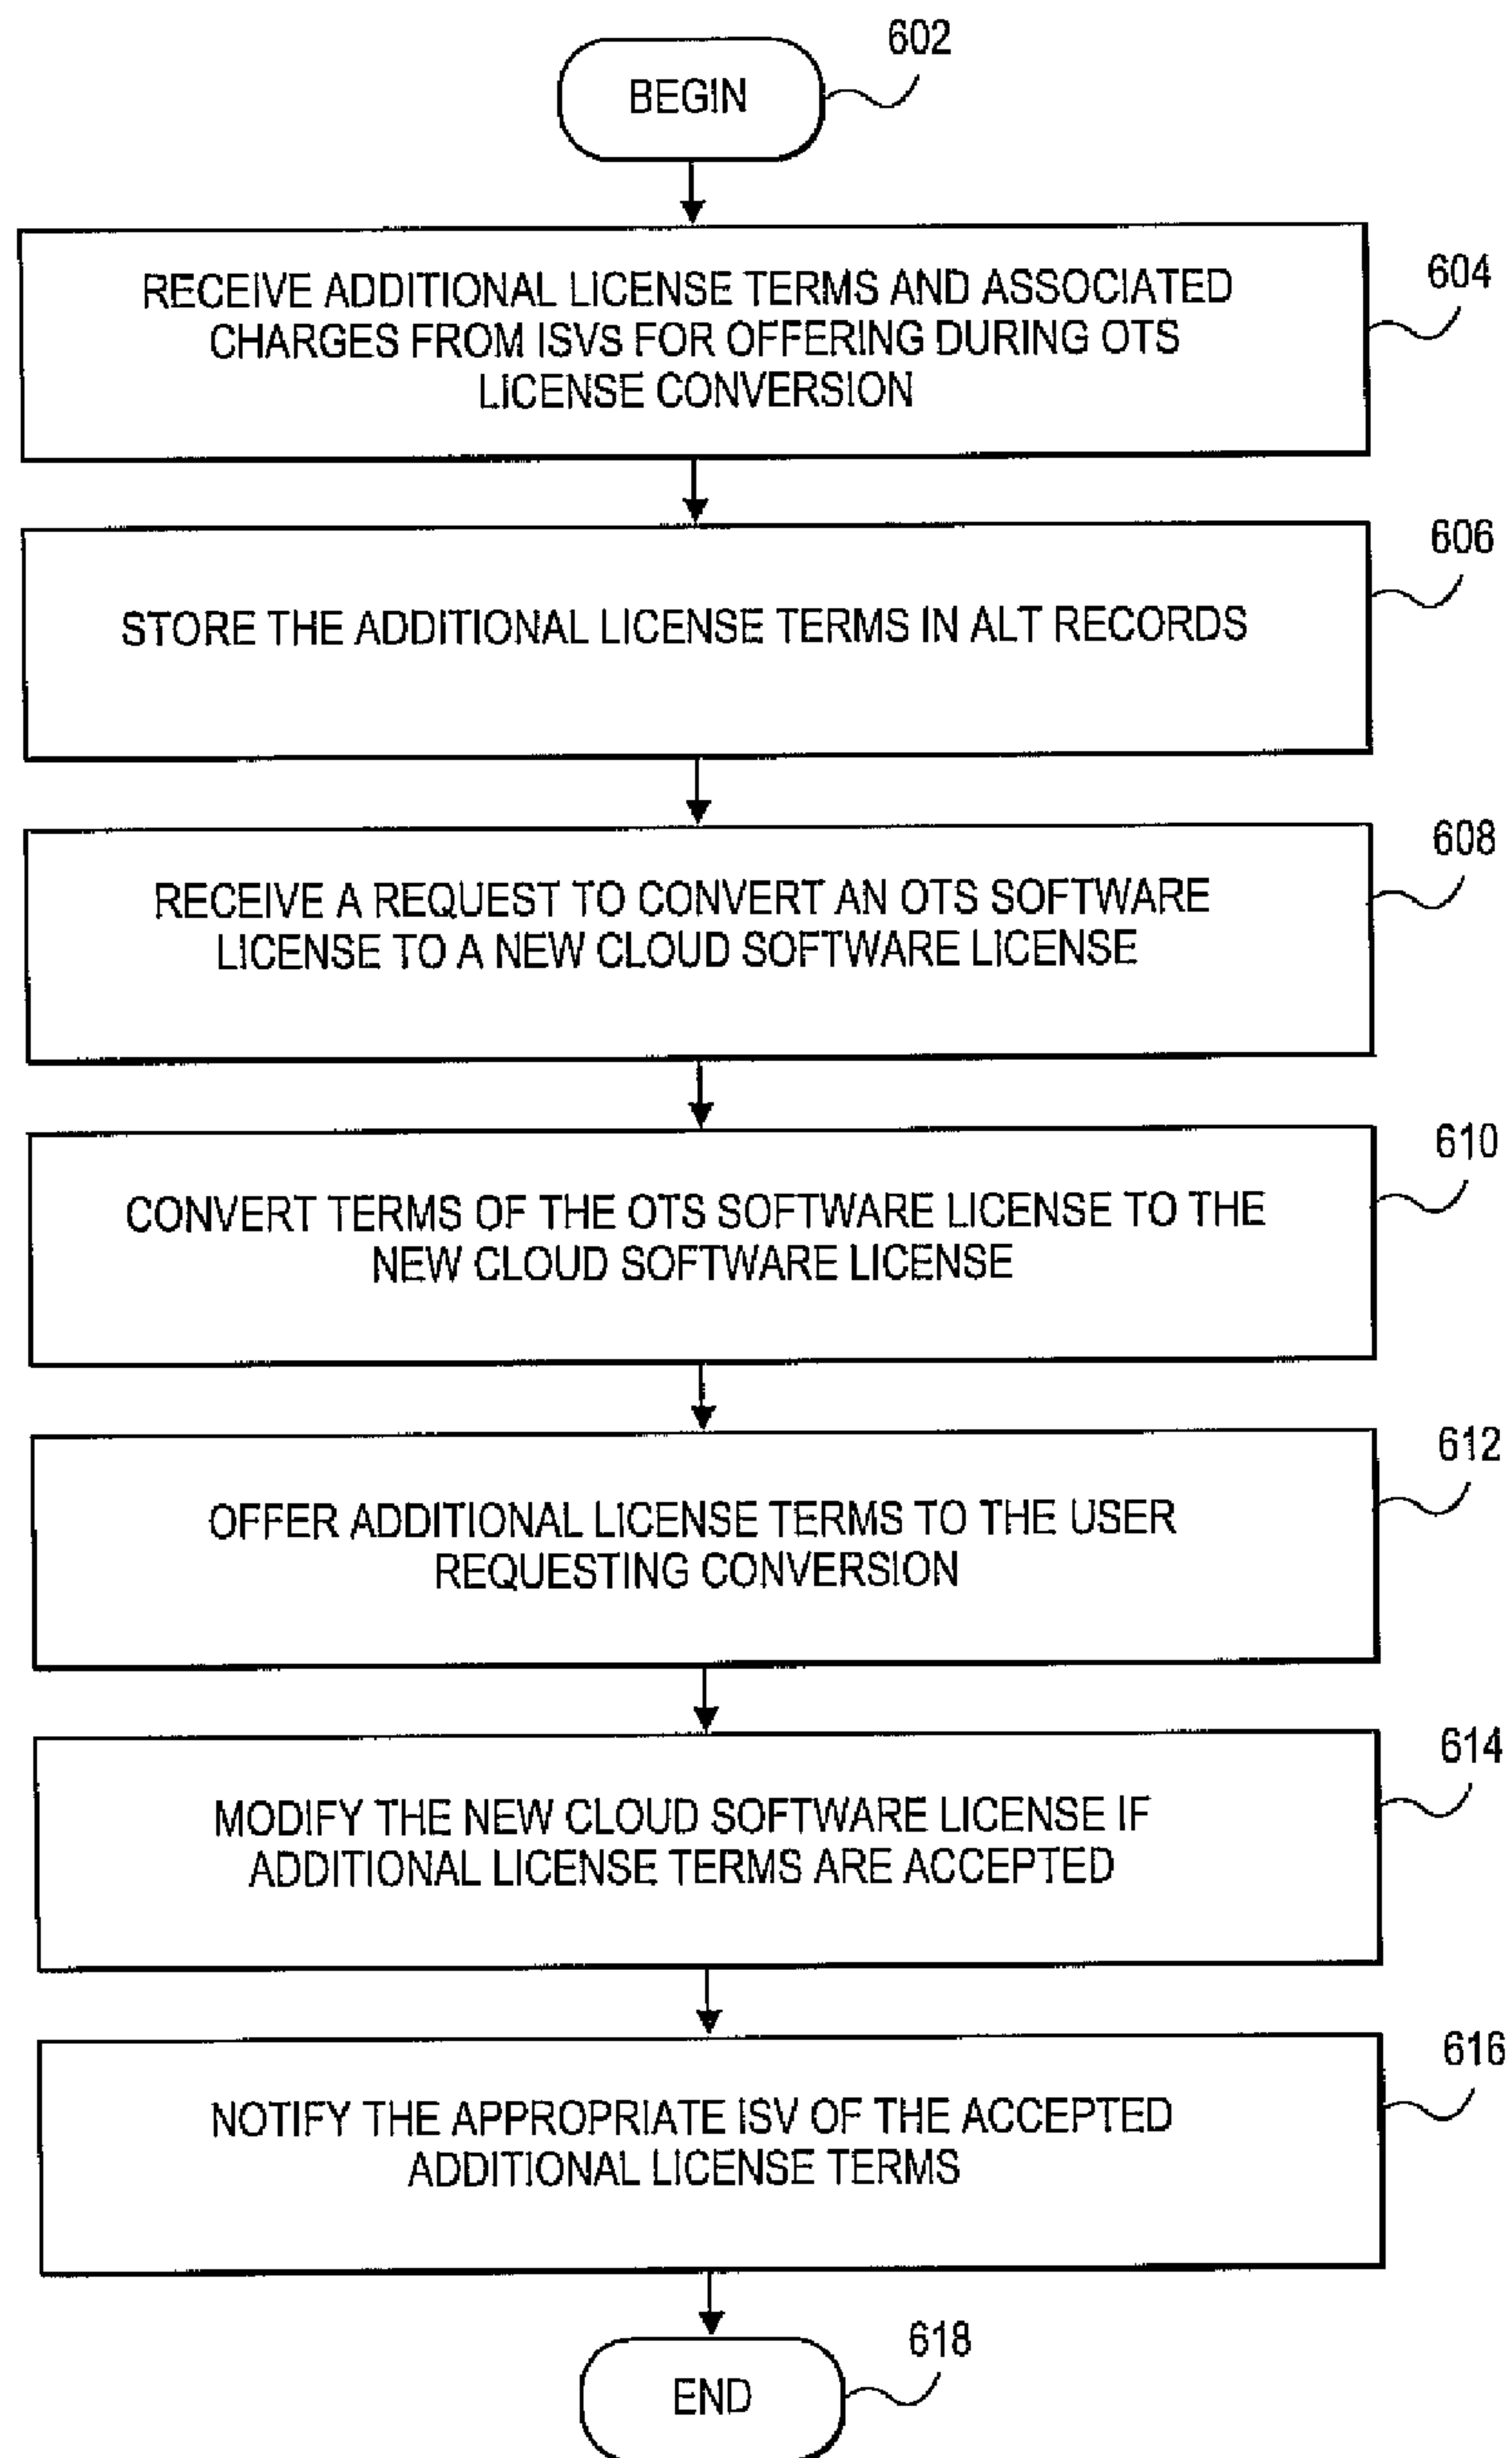 602
BEGIN
604
RECEIVE ADDITIONAL LICENSE TERMS AND ASSOCIATED
CHARGES FROM ISVs FOR OFFERING DURING OTS
LICENSE CONVERSION
606
STORE THE ADDITIONAL LICENSE TERMS IN ALT RECORDS
608
RECEIVE A REQUEST TO CONVERT AN OTS SOFTWARE
LICENSE TO A NEW CLOUD SOFTWARE LICENSE
610
CONVERT TERMS OF THE OTS SOFTWARE LICENSE TO THE
NEW CLOUD SOFTWARE LICENSE
612
OFFER ADDITIONAL LICENSE TERMS TO THE USER
REQUESTING CONVERSION
614
MODIFY THE NEW CLOUD SOFTWARE LICENSE IF
ADDITIONAL LICENSE TERMS ARE ACCEPTED
616
NOTIFY THE APPROPRIATE ISV OF THE ACCEPTED
ADDITIONAL LICENSE TERMS
618
END